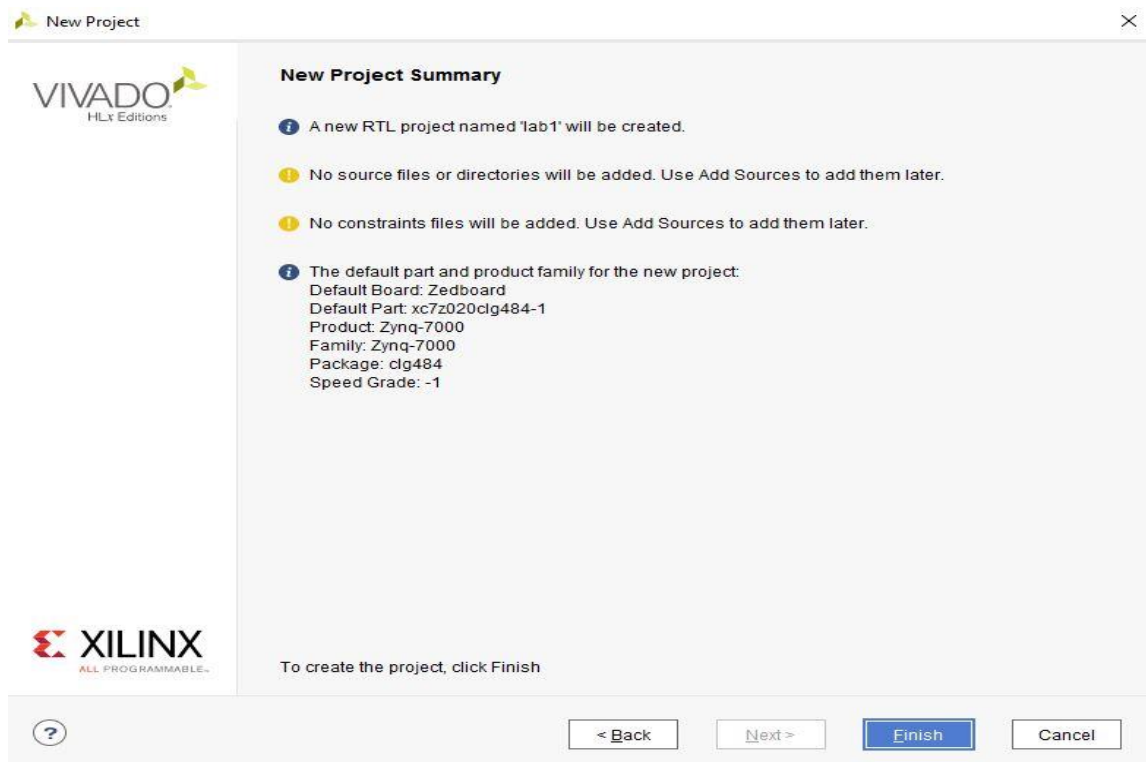 New Project
VIVADO.
HLx Editions
New Project Summary
A new RTL project named 'lab1' will be created.
No source files or directories will be added. Use Add Sources to add them later.
No constraints files will be added. Use Add Sources to add them later.
The default part and product family for the new project:
Default Board: Zedboard
Default Part: xc7z020clg484-1
Product: Zynq-7000
Family: Zynq-7000
Package: clg484
Speed Grade: -1
XILINX
ALL PROGRAMMABLE™
To create the project, click Finish
?
< Back
Next >
Finish
Cancel